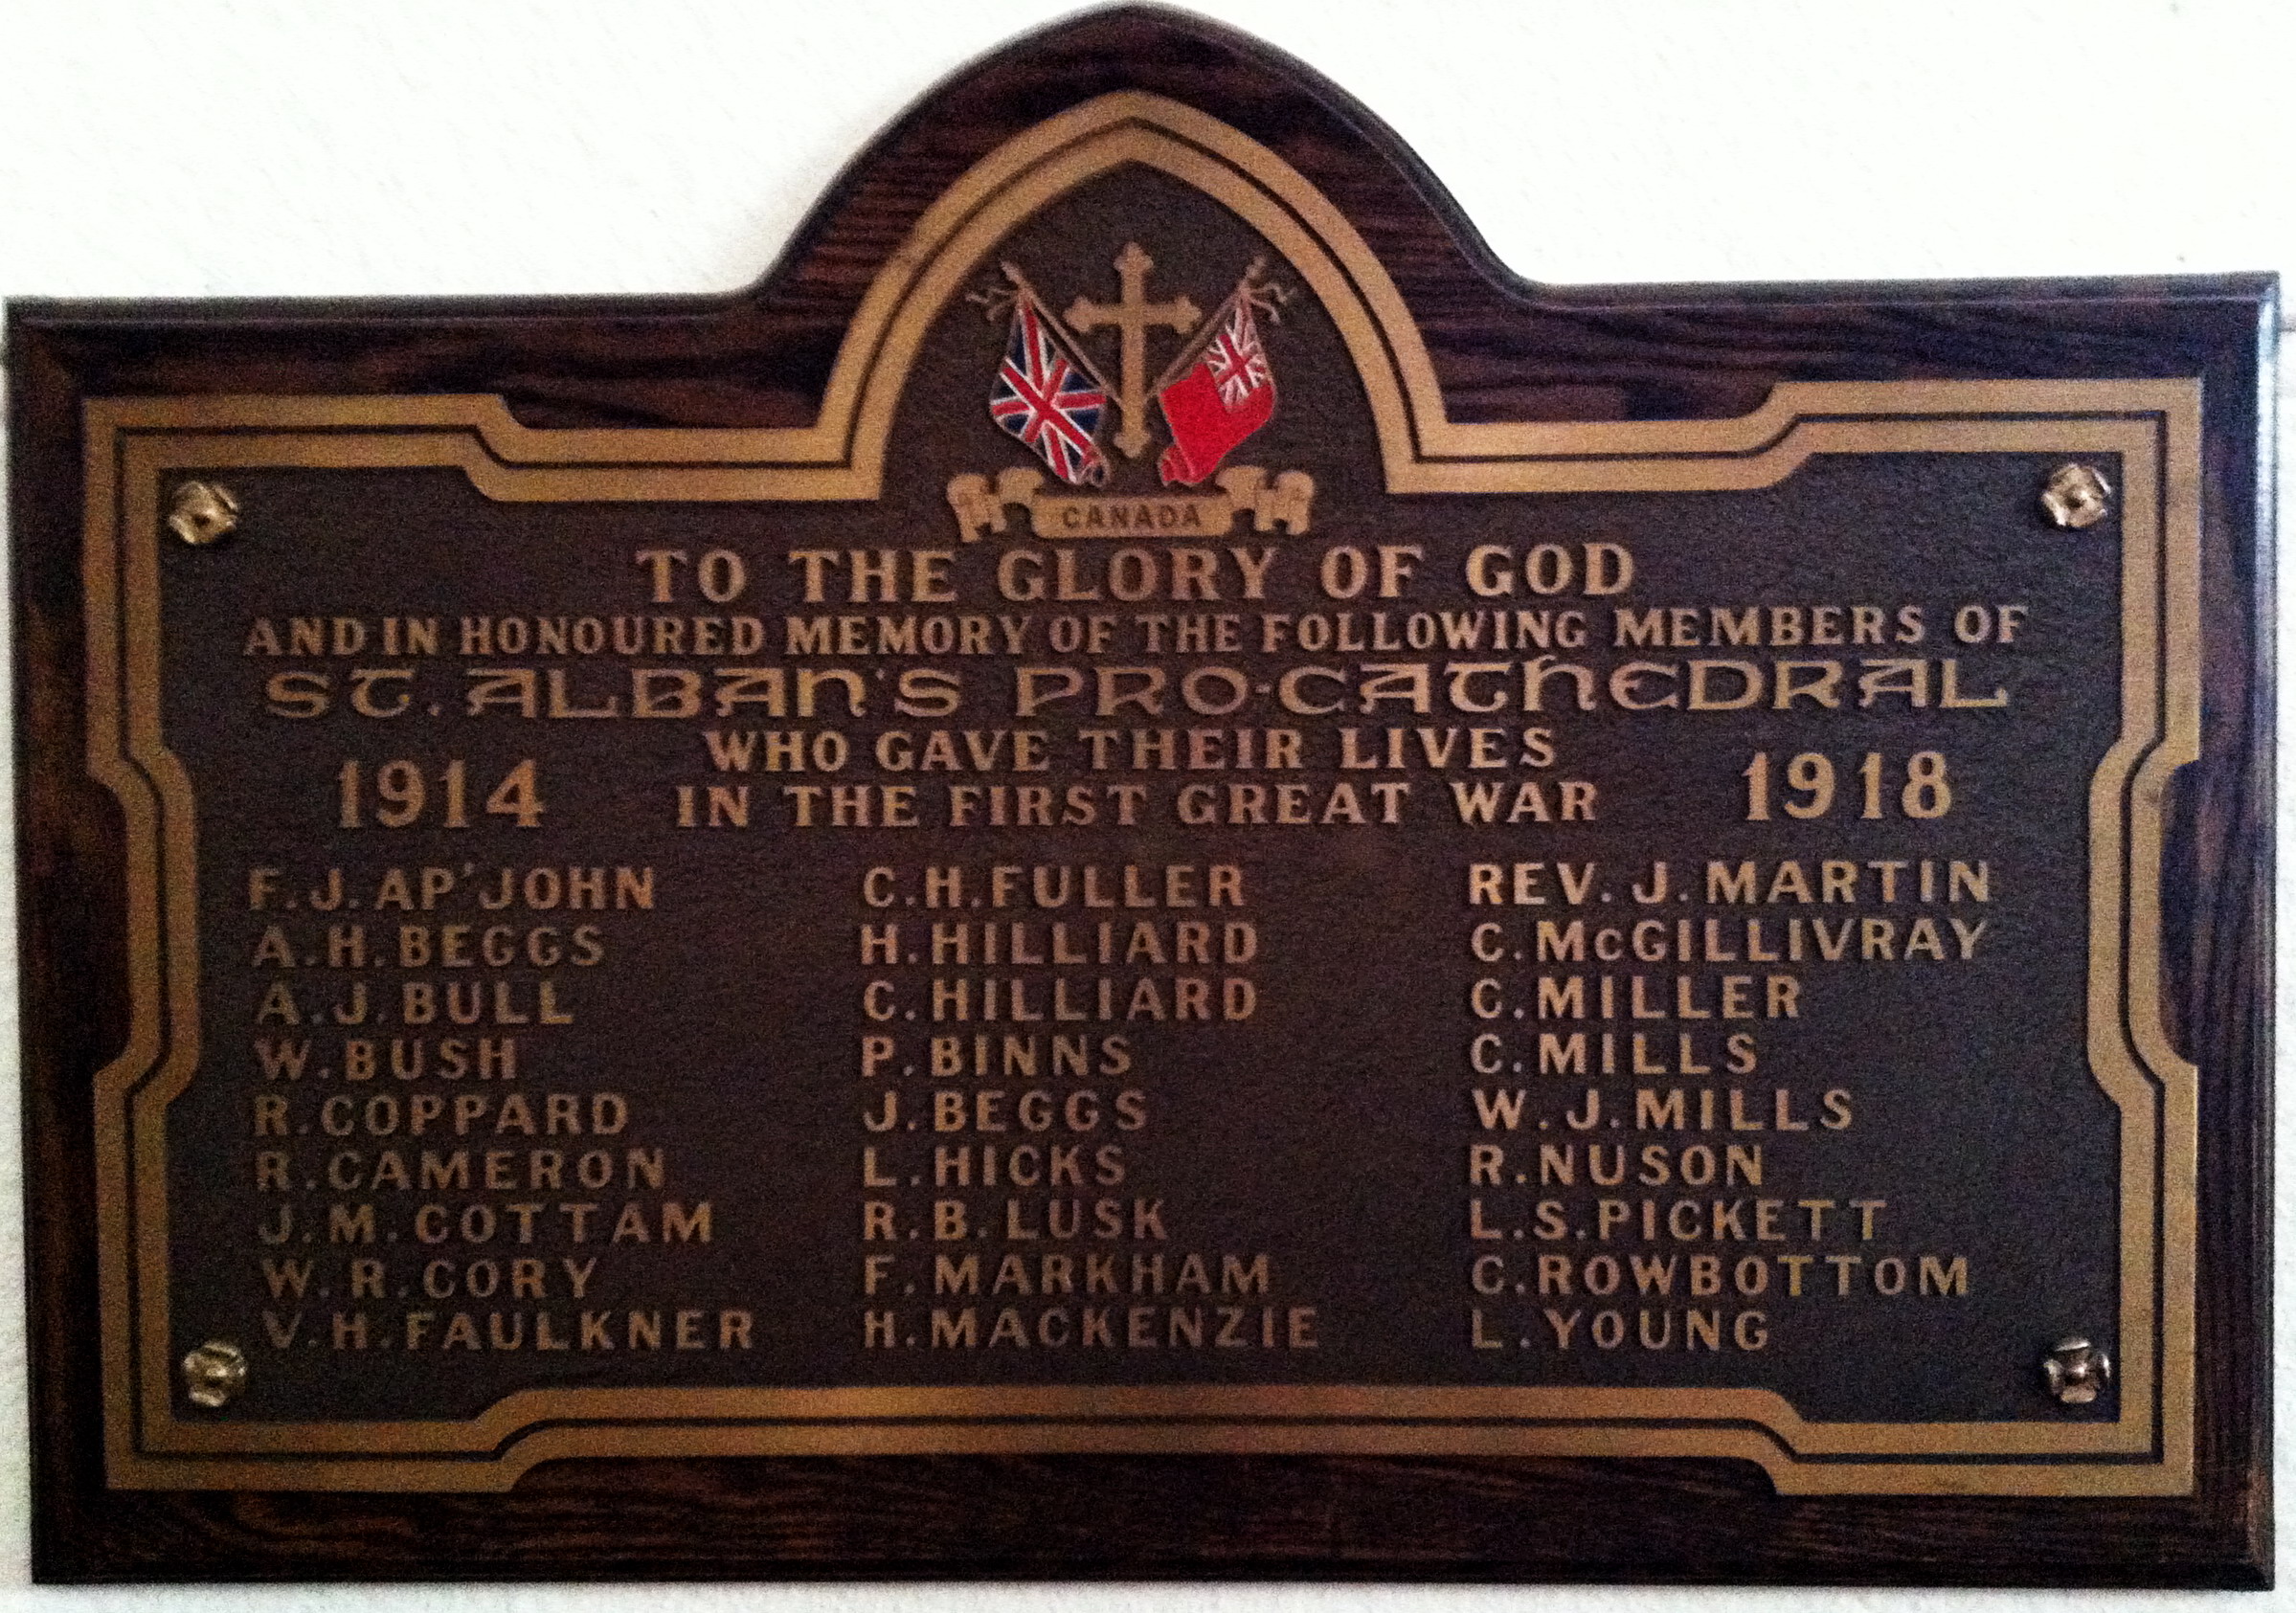 CANADA
TO THE GLORY OF GOD
AND IN HONOURED MEMORY OF THE FOLLOWING MEMBERS OF
ST. ALBAN'S PRO-CATHEDRAL
WHO GAVE THEIR LIVES
1914 IN THE FIRST GREAT WAR 1918
F. J. AP'JOHN
A. H. BEGGS
A. J. BULL
W. BUSH
R. COPPARD
R. CAMERON
J. M. COTTAM
W. R. CORY
V. H. FAULKNER
C. H. FULLER
H. HILLIARD
C. HILLIARD
P. BINNS
J. BEGGS
L. HICKS
R. B. LUSK
F. MARKHAM
H. MACKENZIE
REV. J. MARTIN
C. McGILLIVRAY
C. MILLER
C. MILLS
W. J. MILLS
R. NUSON
L. S. PICKETT
C. ROWBOTTOM
L. YOUNG